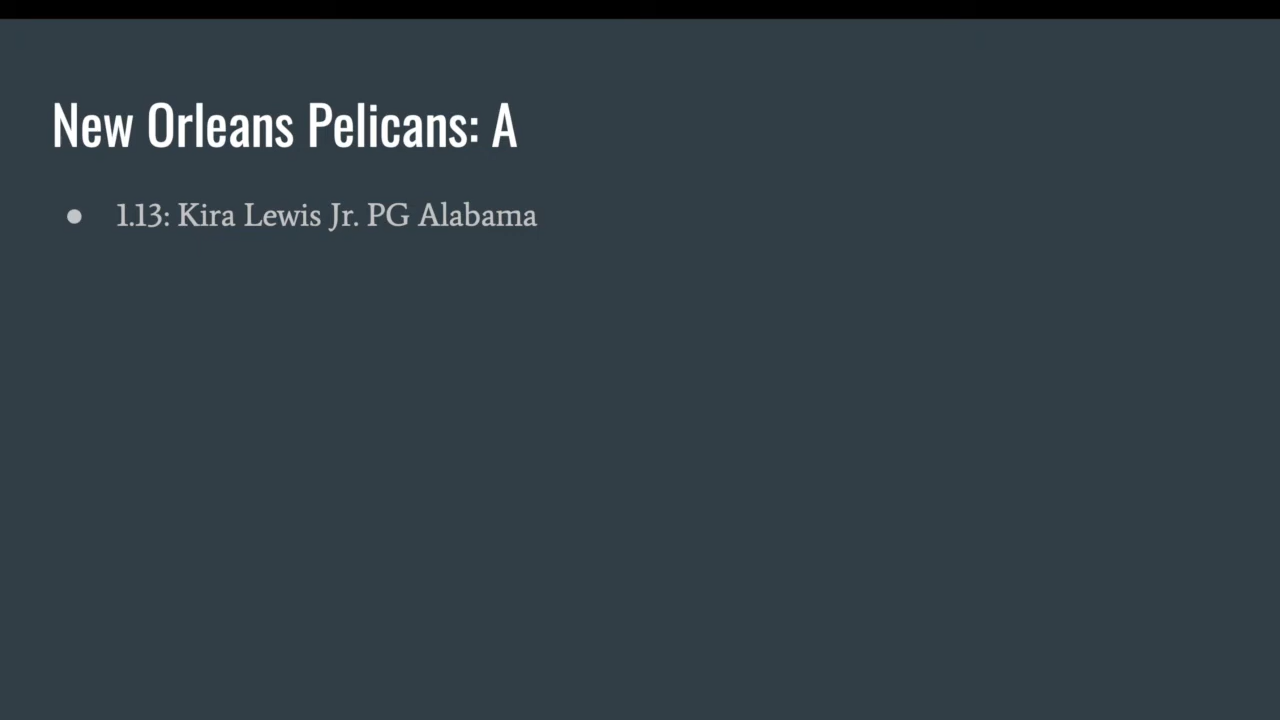 New Orleans Pelicans: A
● 1.13: Kira Lewis Jr. PG Alabama